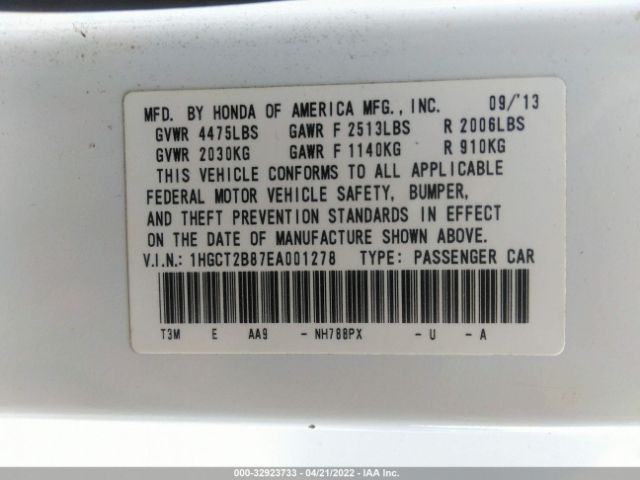 MFD. BY HONDA OF AMERICA MFG., INC. 09/'13
GVWR 4475LBS GAWR F 2513LBS R 2006LBS
GVWR 2030KG GAWR F 1140KG R 910KG
THIS VEHICLE CONFORMS TO ALL APPLICABLE
FEDERAL MOTOR VEHICLE SAFETY, BUMPER,
AND THEFT PREVENTION STANDARDS IN EFFECT
ON THE DATE OF MANUFACTURE SHOWN ABOVE.
V.I.N.: 1HGCT2B87EA001278 TYPE: PASSENGER CAR
T3M E AA9 - NH788PX - U - A
000-32923733 - 04/21/2022 - IAA Inc.